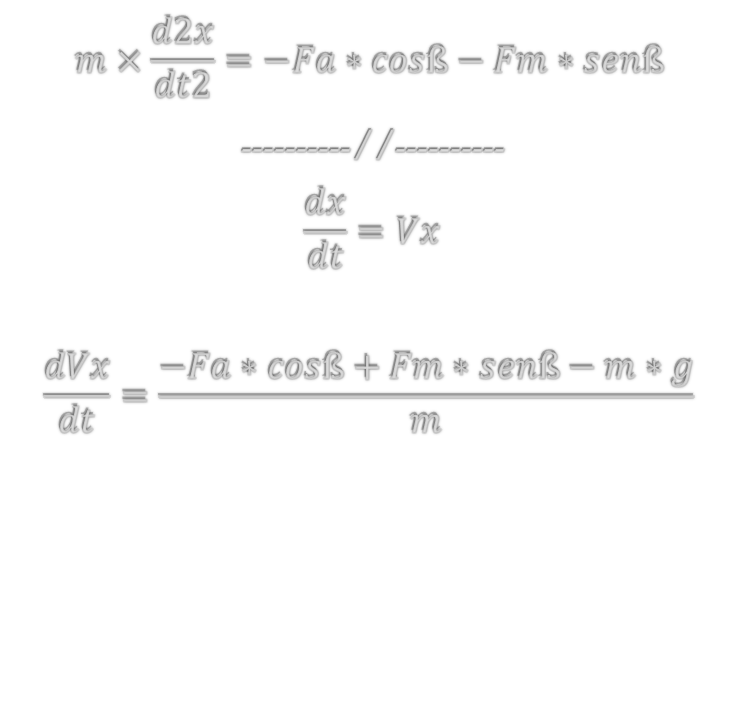 m × d2x/dt2 = −Fa ∗ cosß − Fm ∗ senß
----------//----------
dx/dt = Vx
dVx/dt = −Fa ∗ cosß + Fm ∗ senß − m ∗ g/m